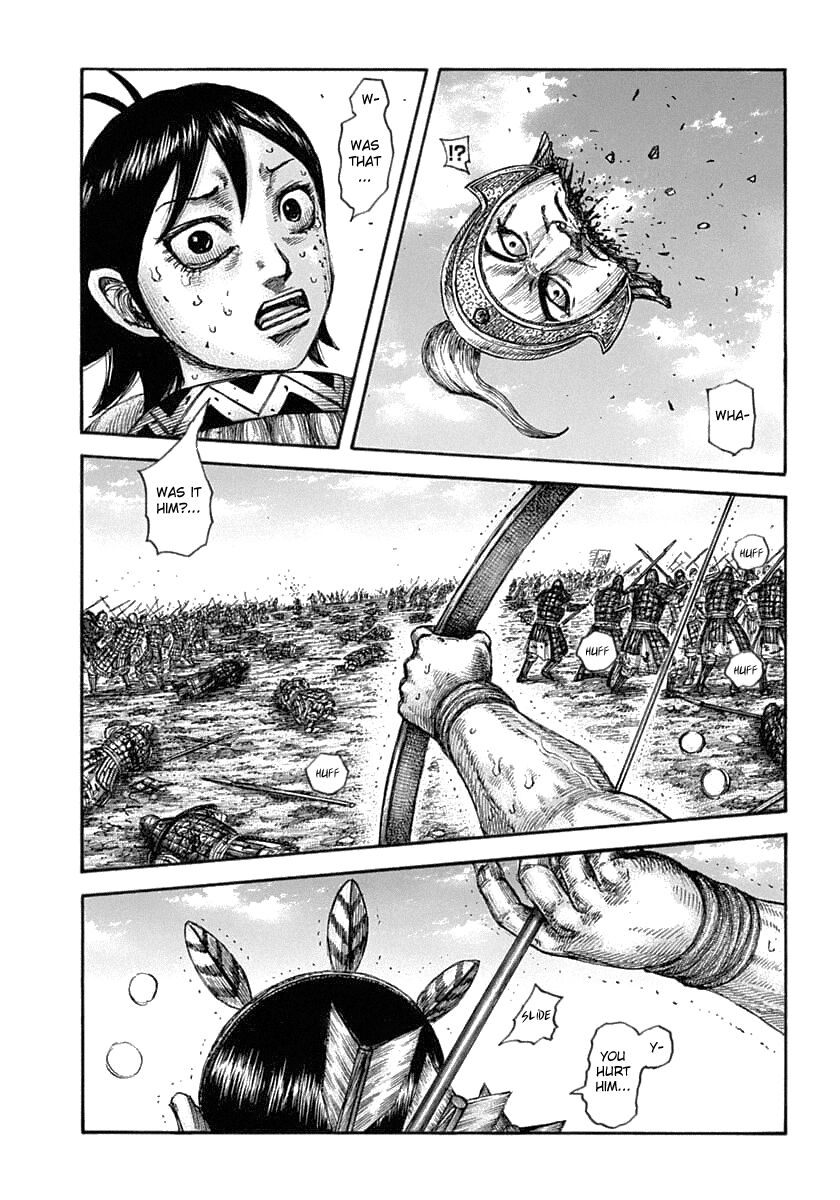 !?
WHA-
W-
WAS
THAT
...
WAS IT
HIM?...
HUFF
HUFF
HUFF
HUFF
SLIDE
Y-
YOU
HURT
HIM...